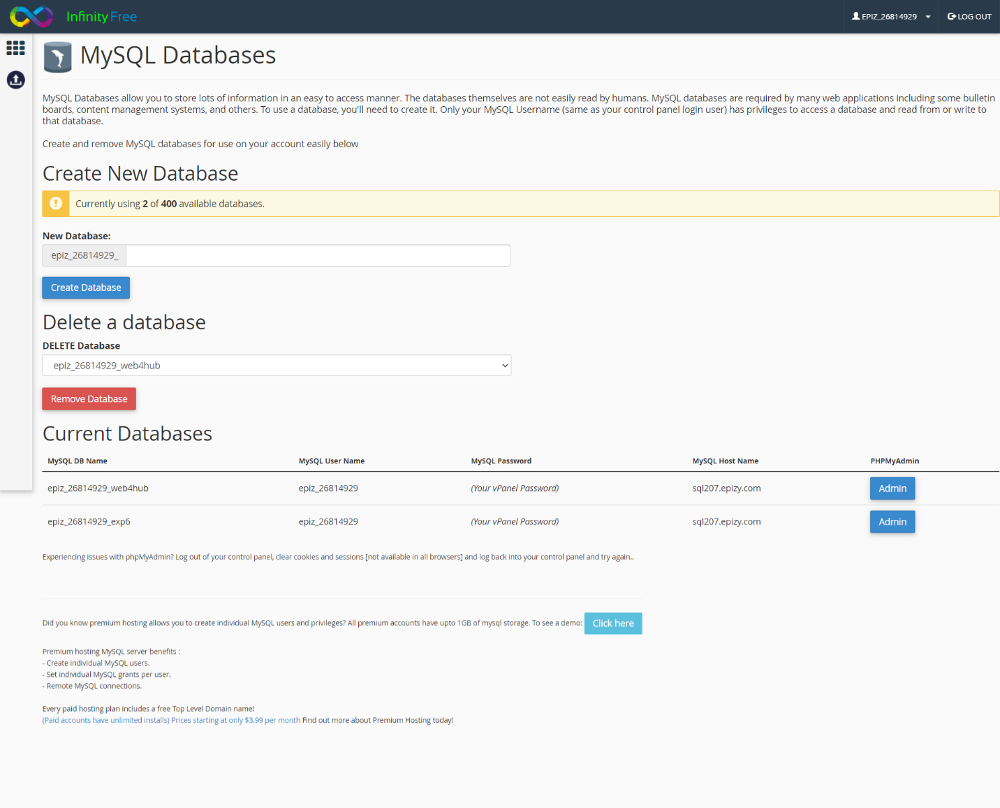 InfinityFree
EPIZ_26814929
LOG OUT
MySQL Databases
MySQL Databases allow you to store lots of information in an easy to access manner. The databases themselves are not easily read by humans. MySQL databases are required by many web applications including some bulletin
boards, content management systems, and others. To use a database, you'll need to create it. Only your MySQL Username (same as your control panel login user) has privileges to access a database and read from or write to
that database.
Create and remove MySQL databases for use on your account easily below
Create New Database
Currently using 2 of 400 available databases.
New Database:
epiz_26814929_
Create Database
Delete a database
DELETE Database
epiz_26814929_web4hub
Remove Database
Current Databases
MySQL DB Name MySQL User Name MySQL Password MySQL Host Name PHPMyAdmin
epiz_26814929_web4hub epiz_26814929 (Your vPanel Password) sql207.epizy.com Admin
epiz_26814929_exp6 epiz_26814929 (Your vPanel Password) sql207.epizy.com Admin
Experiencing issues with phpMyAdmin? Log out of your control panel, clear cookies and sessions [not available in all browsers] and log back into your control panel and try again..
Did you know premium hosting allows you to create individual MySQL users and privileges? All premium accounts have upto 1GB of mysql storage. To see a demo: Click here
Premium hosting MySQL server benefits :
- Create individual MySQL users.
- Set individual MySQL grants per user.
- Remote MySQL connections.
Every paid hosting plan includes a free Top Level Domain name!
(Paid accounts have unlimited installs) Prices starting at only $3.99 per month Find out more about Premium Hosting today!